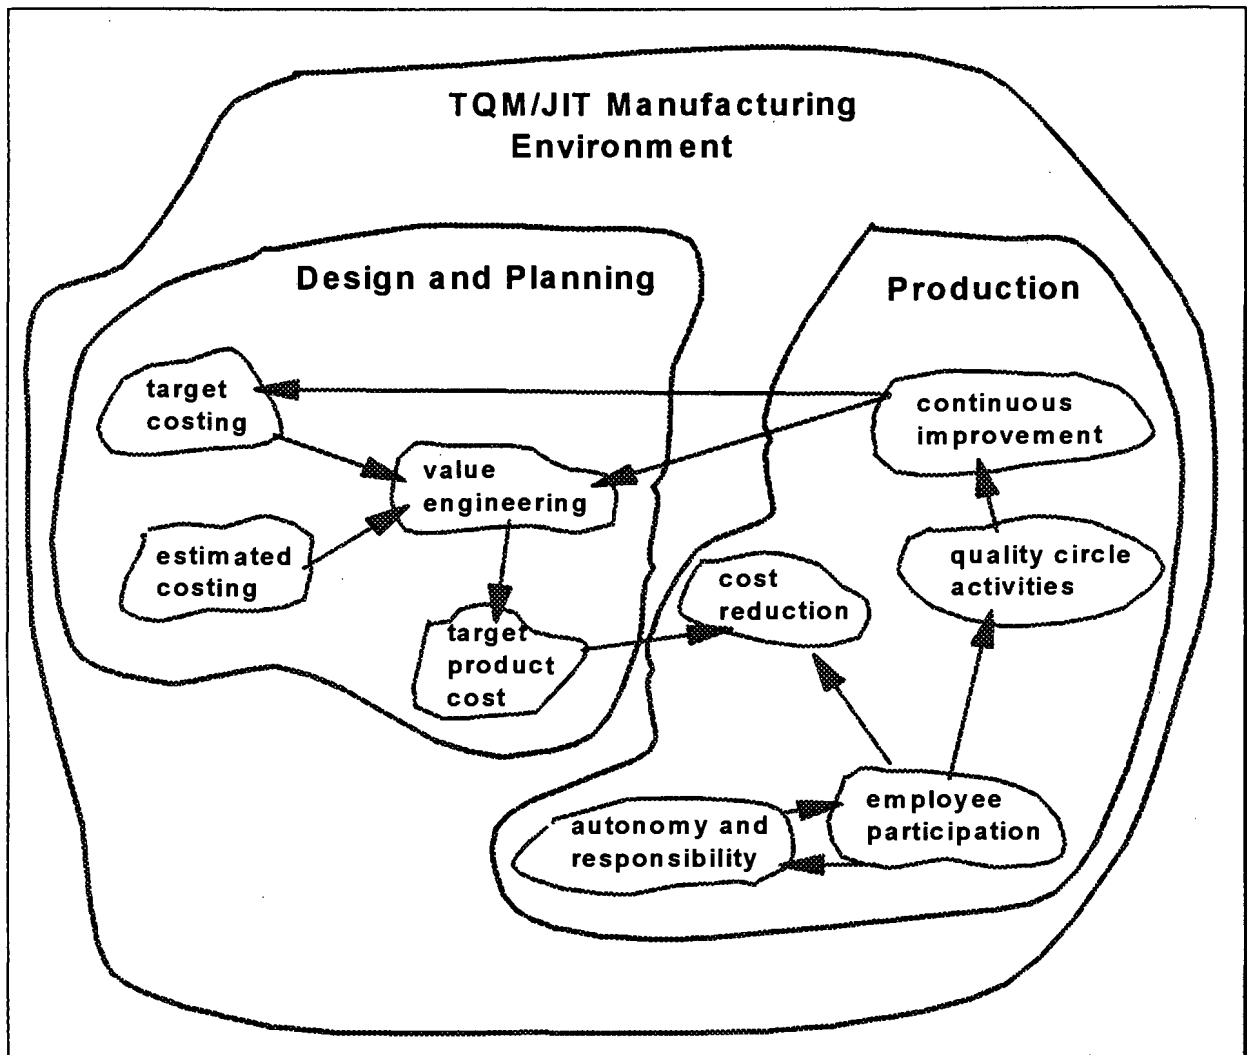 TQM/JIT Manufacturing
Environment
Design and Planning
Production
target
costing
continuous
improvement
value
engineering
estimated
costing
quality circle
activities
cost
reduction
target
product
cost
employee
participation
autonomy and
responsibility